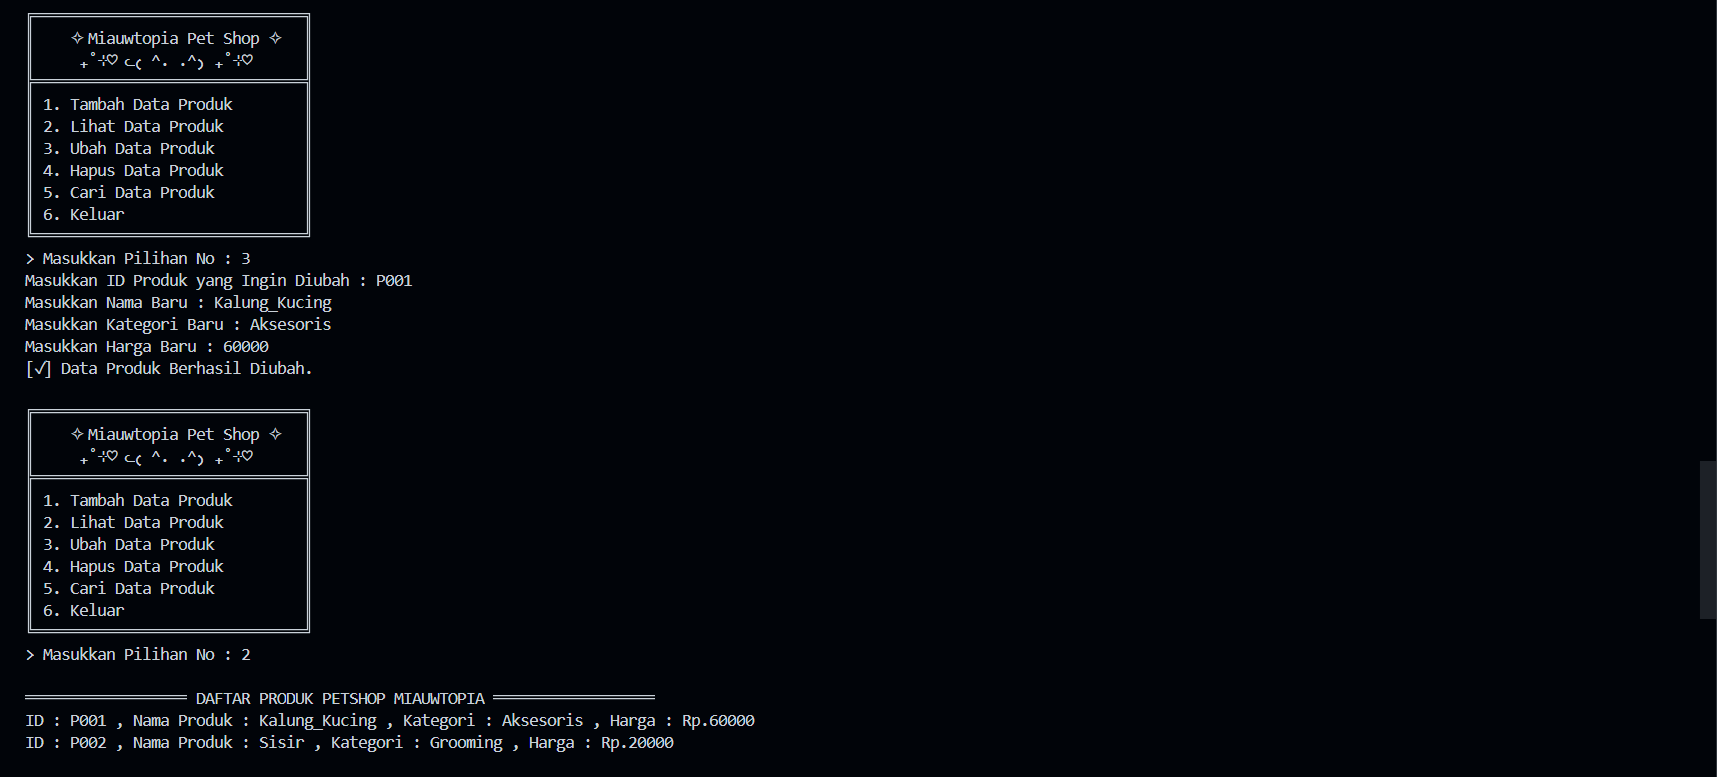 ✧ Miauwtopia Pet Shop ✧
₊˚⊹♡ ᓚ₍ ^. .^₎ ₊˚⊹♡
1. Tambah Data Produk
2. Lihat Data Produk
3. Ubah Data Produk
4. Hapus Data Produk
5. Cari Data Produk
6. Keluar
> Masukkan Pilihan No : 3
Masukkan ID Produk yang Ingin Diubah : P001
Masukkan Nama Baru : Kalung_Kucing
Masukkan Kategori Baru : Aksesoris
Masukkan Harga Baru : 60000
[✓] Data Produk Berhasil Diubah.
✧ Miauwtopia Pet Shop ✧
₊˚⊹♡ ᓚ₍ ^. .^₎ ₊˚⊹♡
1. Tambah Data Produk
2. Lihat Data Produk
3. Ubah Data Produk
4. Hapus Data Produk
5. Cari Data Produk
6. Keluar
> Masukkan Pilihan No : 2
══════════════════ DAFTAR PRODUK PETSHOP MIAUWTOPIA ══════════════════
ID : P001 , Nama Produk : Kalung_Kucing , Kategori : Aksesoris , Harga : Rp.60000
ID : P002 , Nama Produk : Sisir , Kategori : Grooming , Harga : Rp.20000